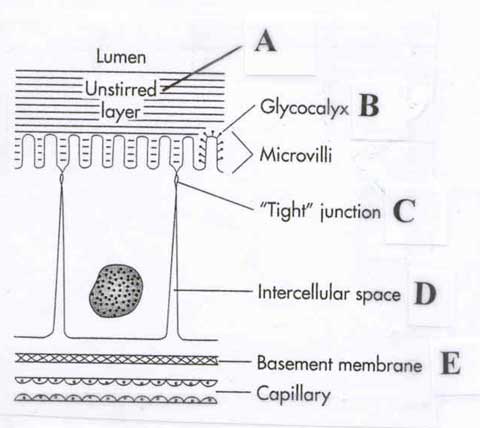 A
Lumen
Unstirred
layer
Glycocalyx B
Microvilli
"Tight" junction C
Intercellular space D
Basement membrane E
Capillary